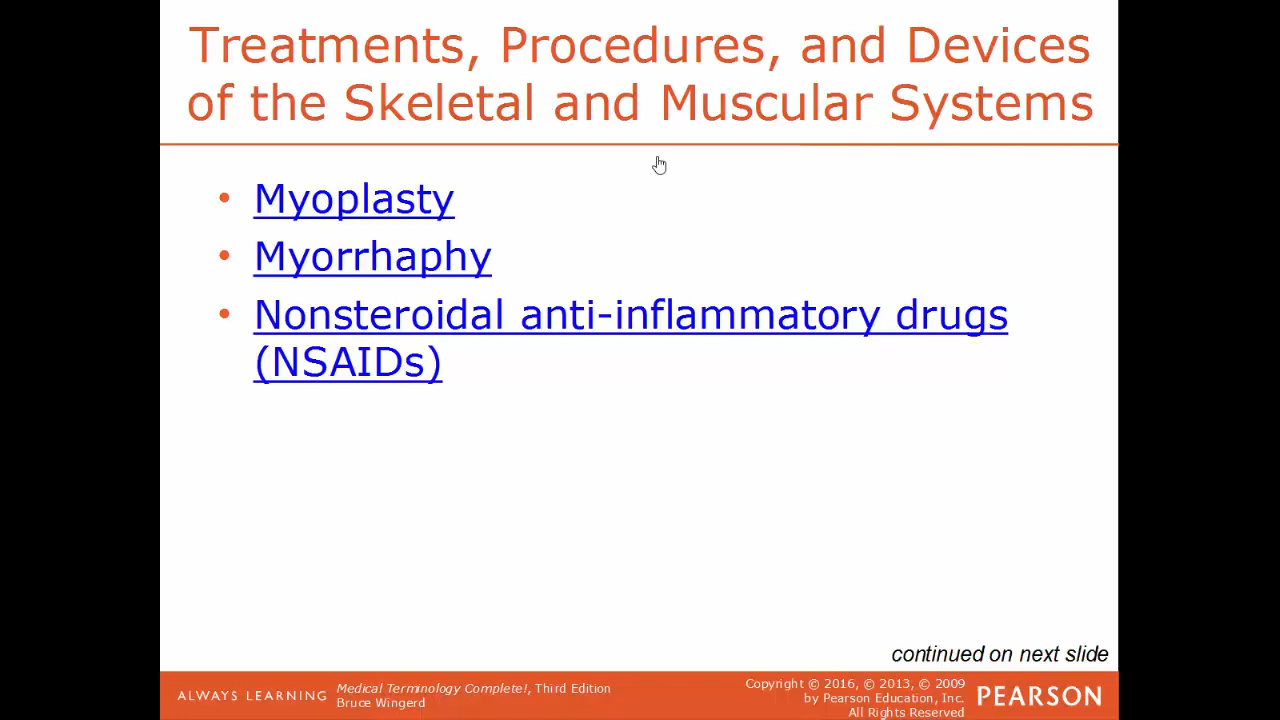 Treatments, Procedures, and Devices
of the Skeletal and Muscular Systems
• Myoplasty
• Myorrhaphy
• Nonsteroidal anti-inflammatory drugs
(NSAIDs)
continued on next slide
ALWAYS LEARNING
Medical Terminology Complete!, Third Edition
Bruce Wingerd
Copyright © 2016, © 2013, © 2009
by Pearson Education, Inc.
All Rights Reserved
PEARSON